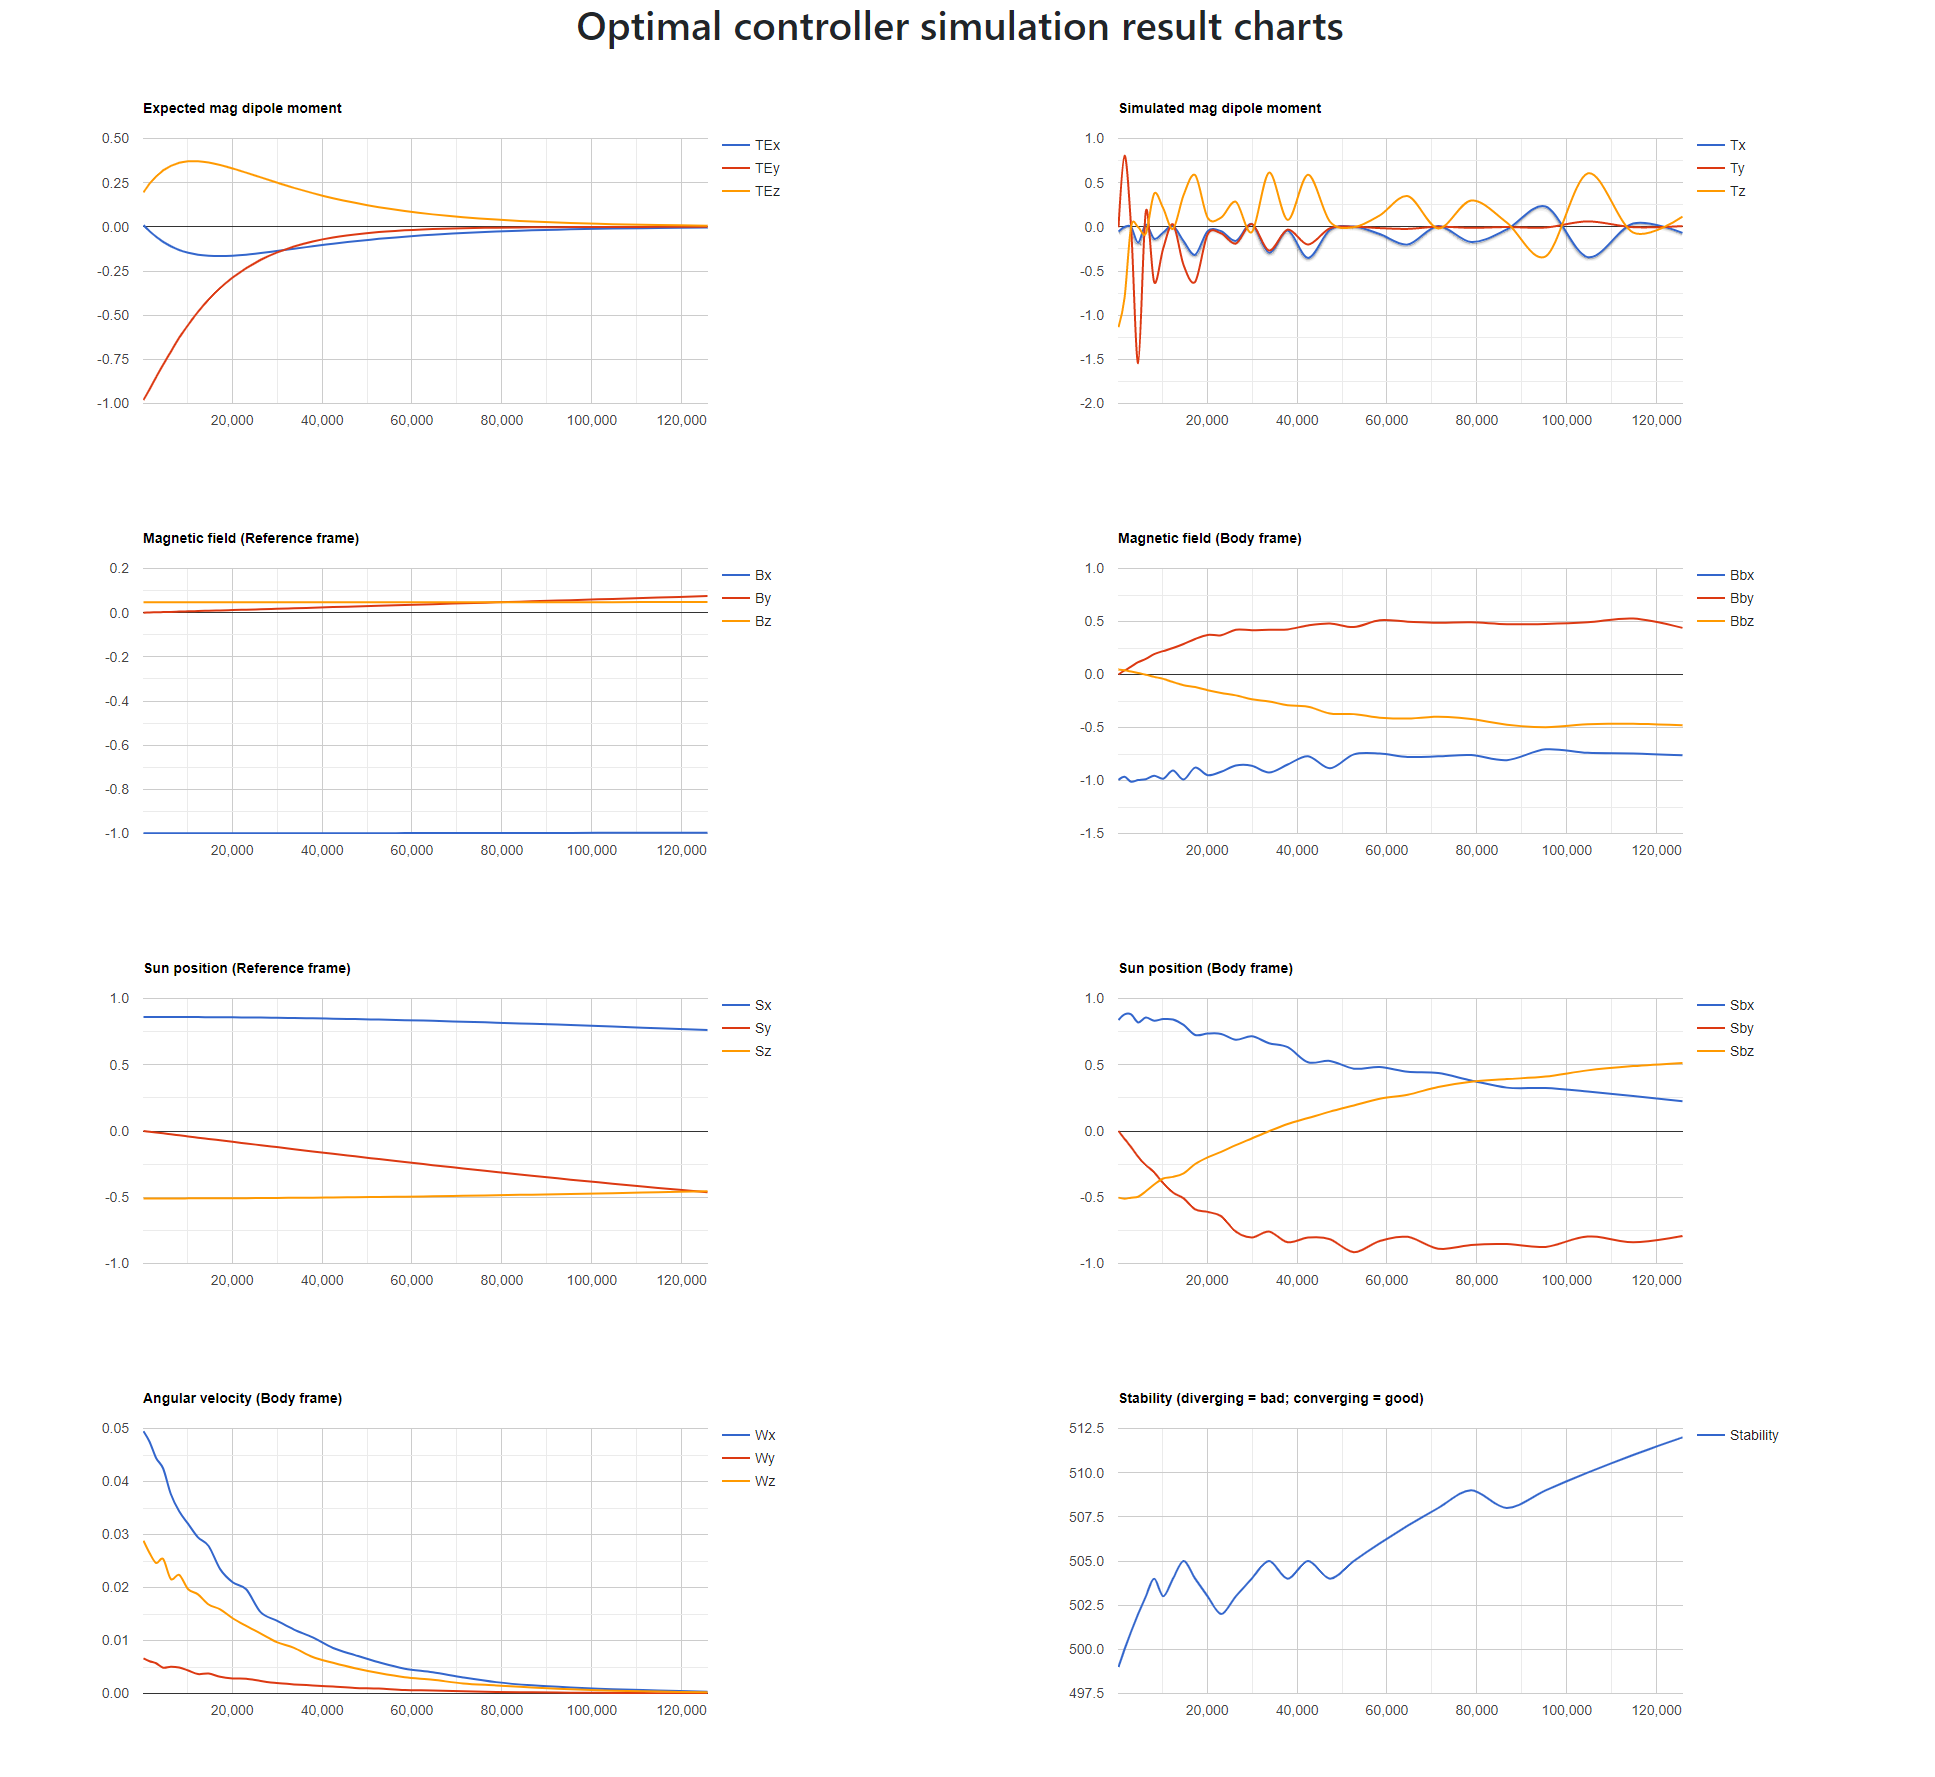 Optimal controller simulation result charts
Expected mag dipole moment
0.50
0.25
0.00
-0.25
-0.50
-0.75
-1.00
20,000 40,000 60,000 80,000 100,000 120,000
TEx
TEy
TEz
Simulated mag dipole moment
1.0
0.5
0.0
-0.5
-1.0
-1.5
-2.0
20,000 40,000 60,000 80,000 100,000 120,000
Tx
Ty
Tz
Magnetic field (Reference frame)
0.2
0.0
-0.2
-0.4
-0.6
-0.8
-1.0
20,000 40,000 60,000 80,000 100,000 120,000
Bx
By
Bz
Magnetic field (Body frame)
1.0
0.5
0.0
-0.5
-1.0
-1.5
20,000 40,000 60,000 80,000 100,000 120,000
Bbx
Bby
Bbz
Sun position (Reference frame)
1.0
0.5
0.0
-0.5
-1.0
20,000 40,000 60,000 80,000 100,000 120,000
Sx
Sy
Sz
Sun position (Body frame)
1.0
0.5
0.0
-0.5
-1.0
20,000 40,000 60,000 80,000 100,000 120,000
Sbx
Sby
Sbz
Angular velocity (Body frame)
0.05
0.04
0.03
0.02
0.01
0.00
20,000 40,000 60,000 80,000 100,000 120,000
Wx
Wy
Wz
Stability (diverging = bad; converging = good)
512.5
510.0
507.5
505.0
502.5
500.0
497.5
20,000 40,000 60,000 80,000 100,000 120,000
Stability